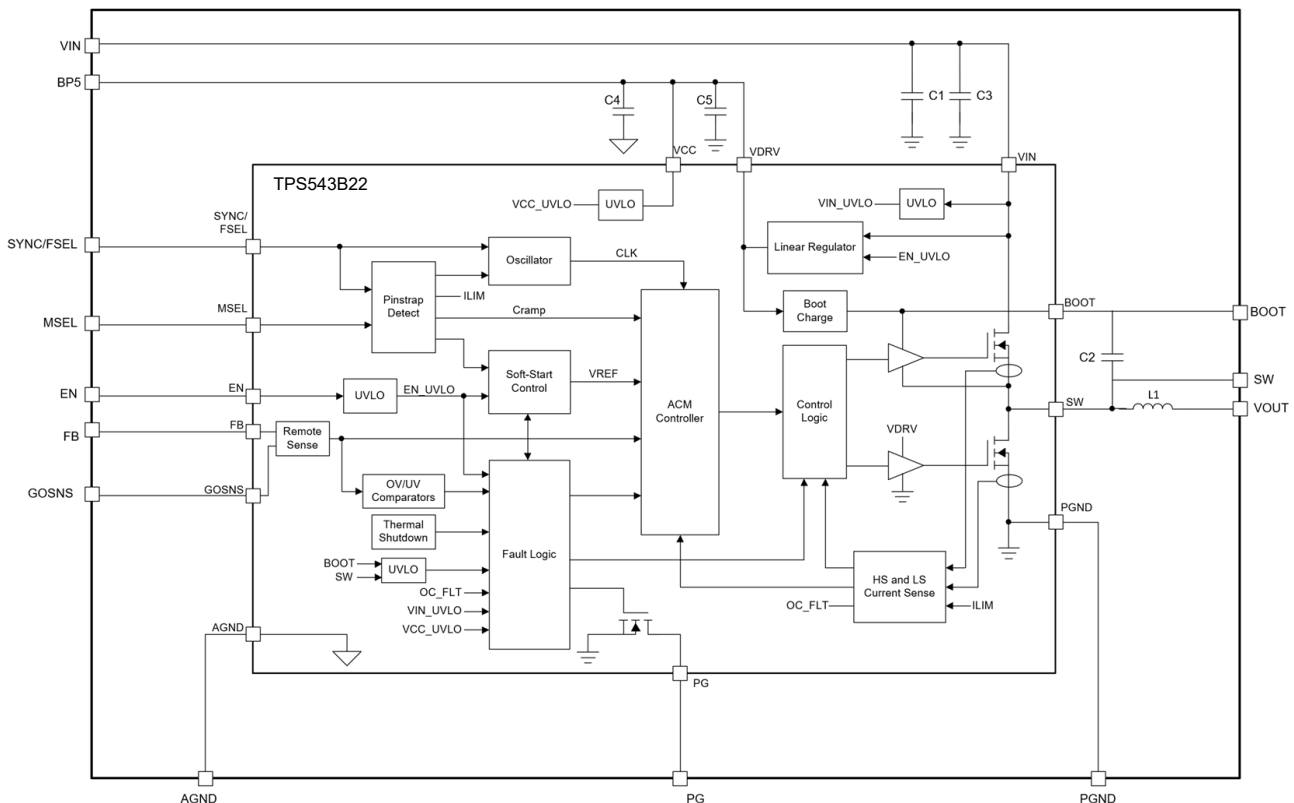 VIN
BP5
C1
C3
C4
C5
VCC
VDRV
VIN
TPS543B22
VCC_UVLO
UVLO
VIN_UVLO
UVLO
SYNC/
FSEL
SYNC/FSEL
Linear Regulator
EN_UVLO
Oscillator
CLK
Pinstrap
Detect
ILIM
Boot
Charge
BOOT
BOOT
MSEL
MSEL
Cramp
C2
Soft-Start
Control
VREF
ACM
Controller
Control
Logic
EN
EN
UVLO
EN_UVLO
SW
SW
L1
VOUT
FB
FB
Remote
Sense
VDRV
GOSNS
GOSNS
OV/UV
Comparators
Thermal
Shutdown
PGND
Fault Logic
BOOT
SW
UVLO
HS and LS
Current Sense
OC_FLT
VIN_UVLO
VCC_UVLO
OC_FLT
ILIM
AGND
PG
AGND
PG
PGND